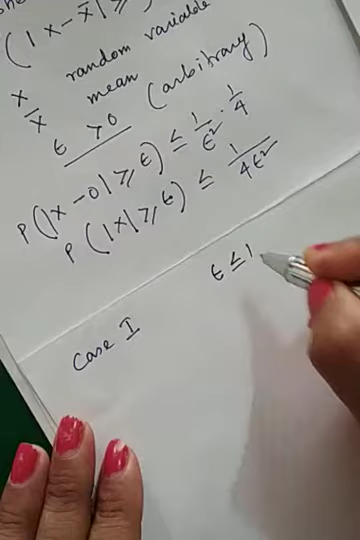 (|x-x̄| ≥
x random variable
x̄ mean
ϵ > 0 (arbitrary)
P(|x-0| ≥ ϵ) ≤ 1/ϵ² · 1/4
P(|x| ≥ ϵ) ≤ 1/4ϵ²
Case I ϵ ≤ 1